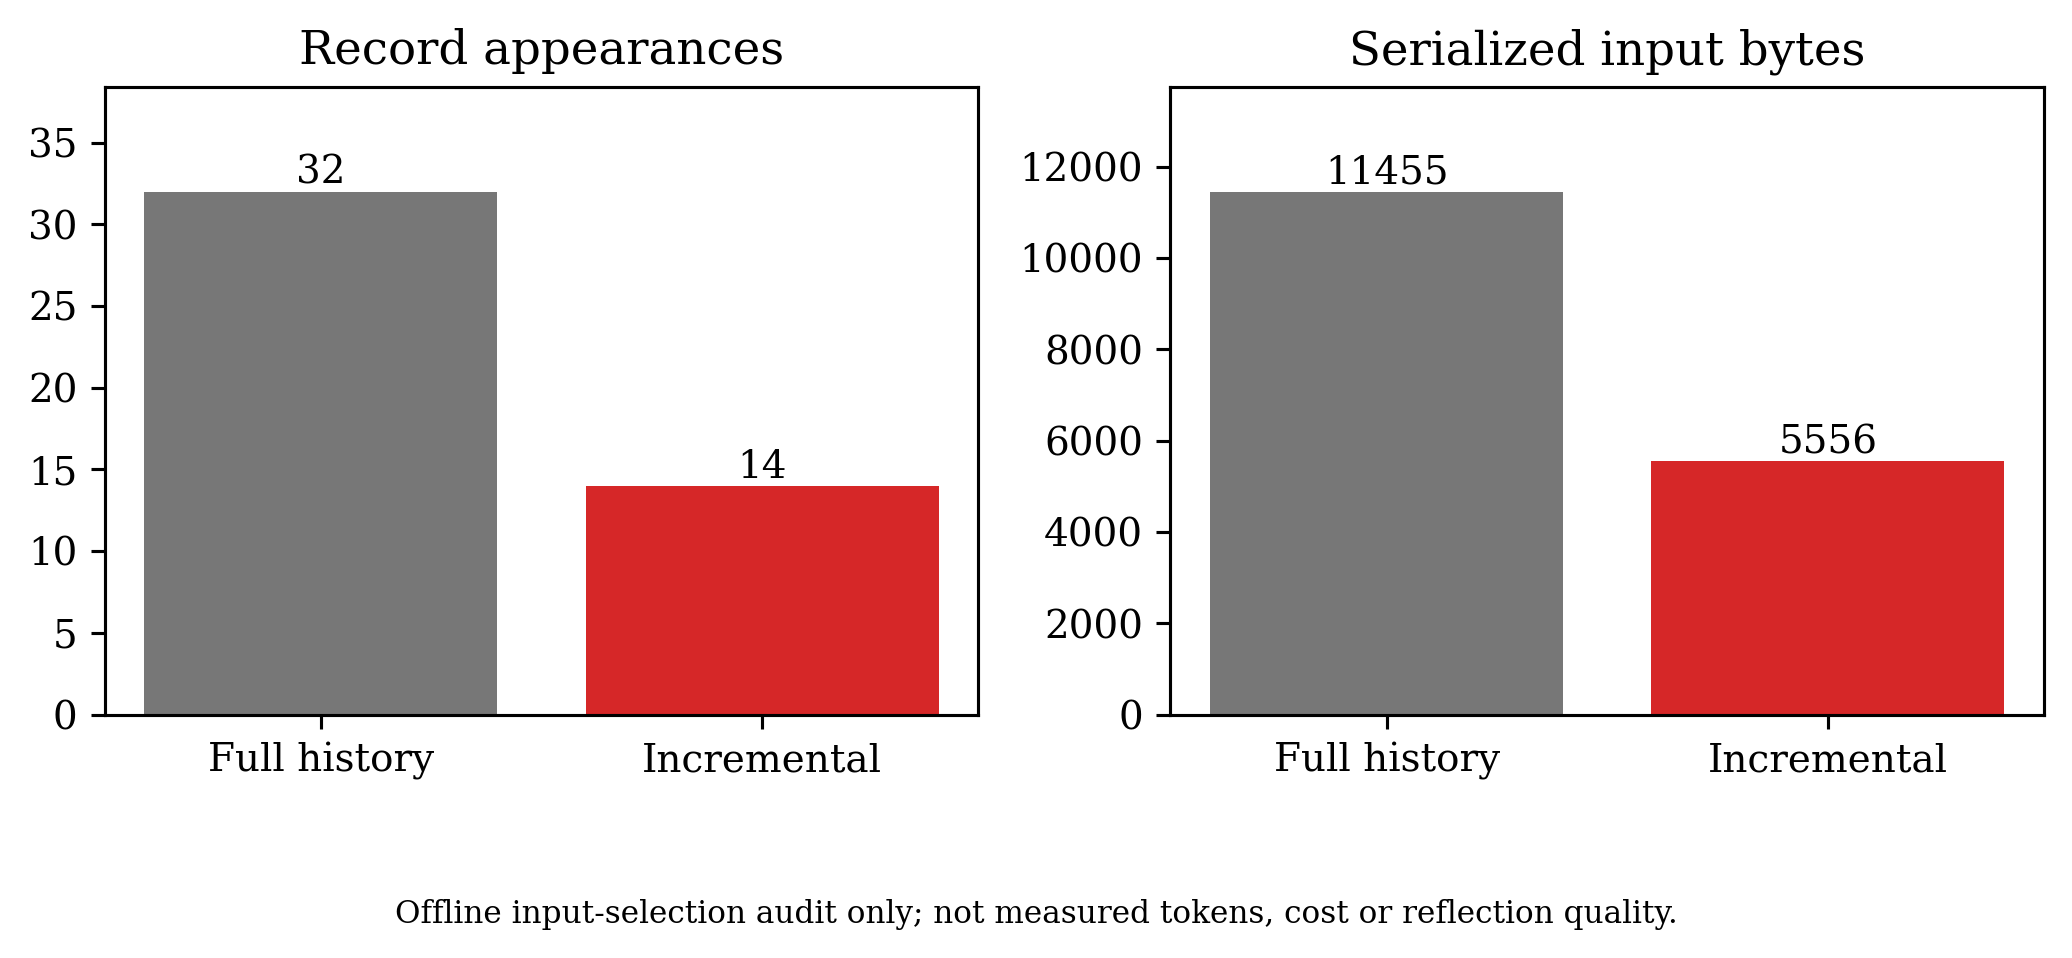 Record appearances
35
30
25
20
15
10
5
0
32
14
Full history
Incremental
Serialized input bytes
12000
10000
8000
6000
4000
2000
0
11455
5556
Full history
Incremental
Offline input-selection audit only; not measured tokens, cost or reflection quality.